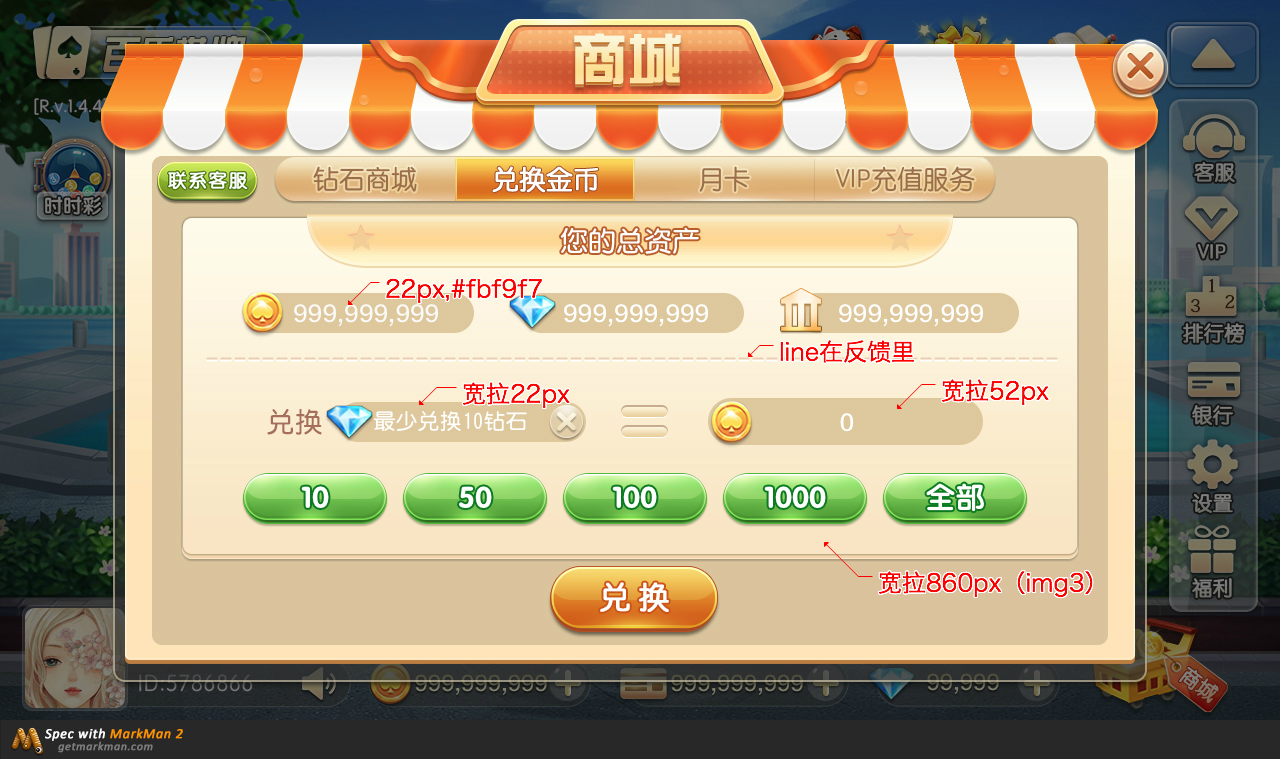 商城
[R.v.1.4.4
联系客服
钻石商城
兑换金币
月卡
VIP充值服务
时时彩
您的总资产
22px,#fbf9f7
999,999,999
999,999,999
999,999,999
line在反馈里
宽拉22px
宽拉52px
兑换
最少兑换10钻石
0
10
50
100
1000
全部
宽拉860px（img3）
兑换
客服
VIP
1
3 2
排行榜
银行
设置
福利
ID.5786866
999,999,999
999,999,999
99,999
商城
Spec with MarkMan 2
getmarkman.com